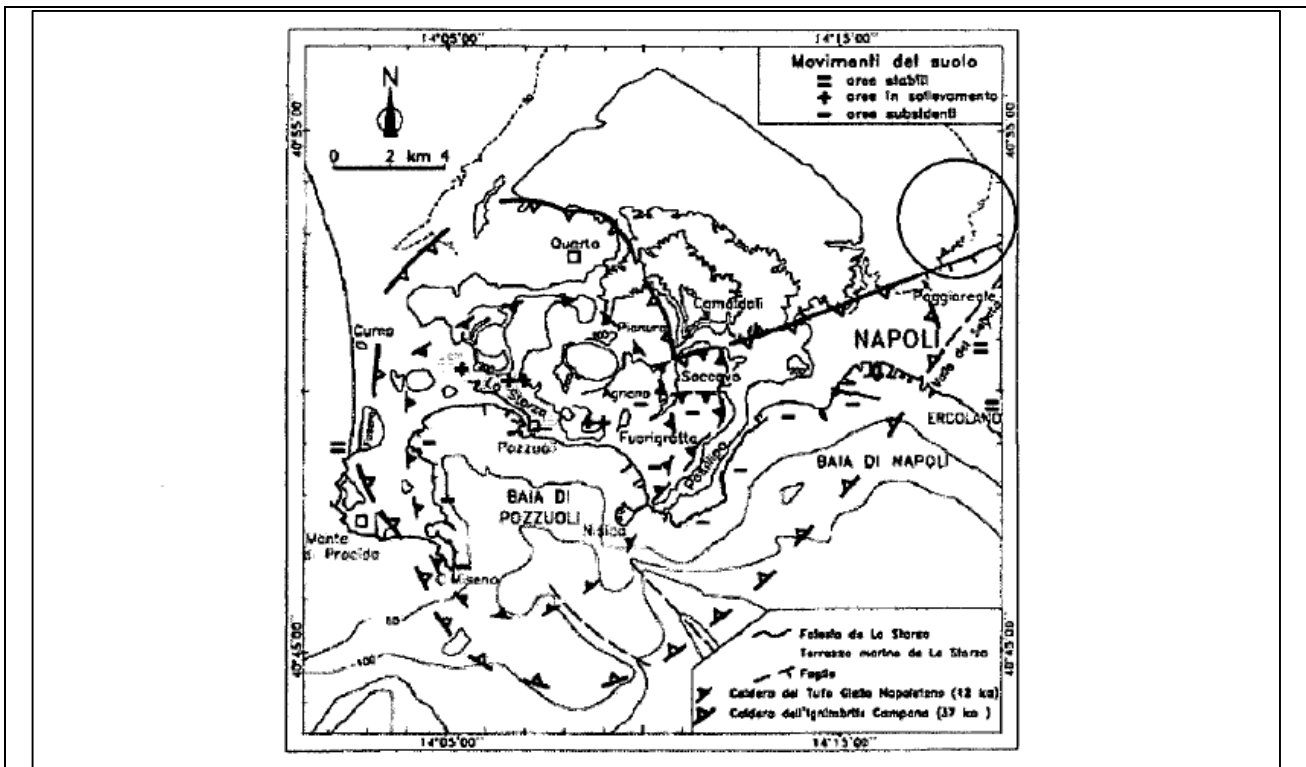 14°05'00"
14°15'00"
Movimenti del suolo
aree stabili
aree in sollevamento
aree subsidenti
N
0 2 km 4
40°55'00"
40°55'00"
50
Quarto
Camaldoli
Poggioreale
Pianura
NAPOLI
Cuma
Soccavo
Agnano
La Starza
ERCOLANO
Pozzuoli
Fuorigrotta
Posillipo
BAIA DI NAPOLI
BAIA DI
POZZUOLI
Nisida
Monte
di Procida
C. Miseno
50
100
40°45'00"
40°45'00"
Falesia de La Starza
Terrazzo marino de La Starza
Faglie
Caldera del Tufo Giallo Napoletano (12 ka)
Caldera dell'Ignimbrite Campana (37 ka )
14°05'00"
14°15'00"